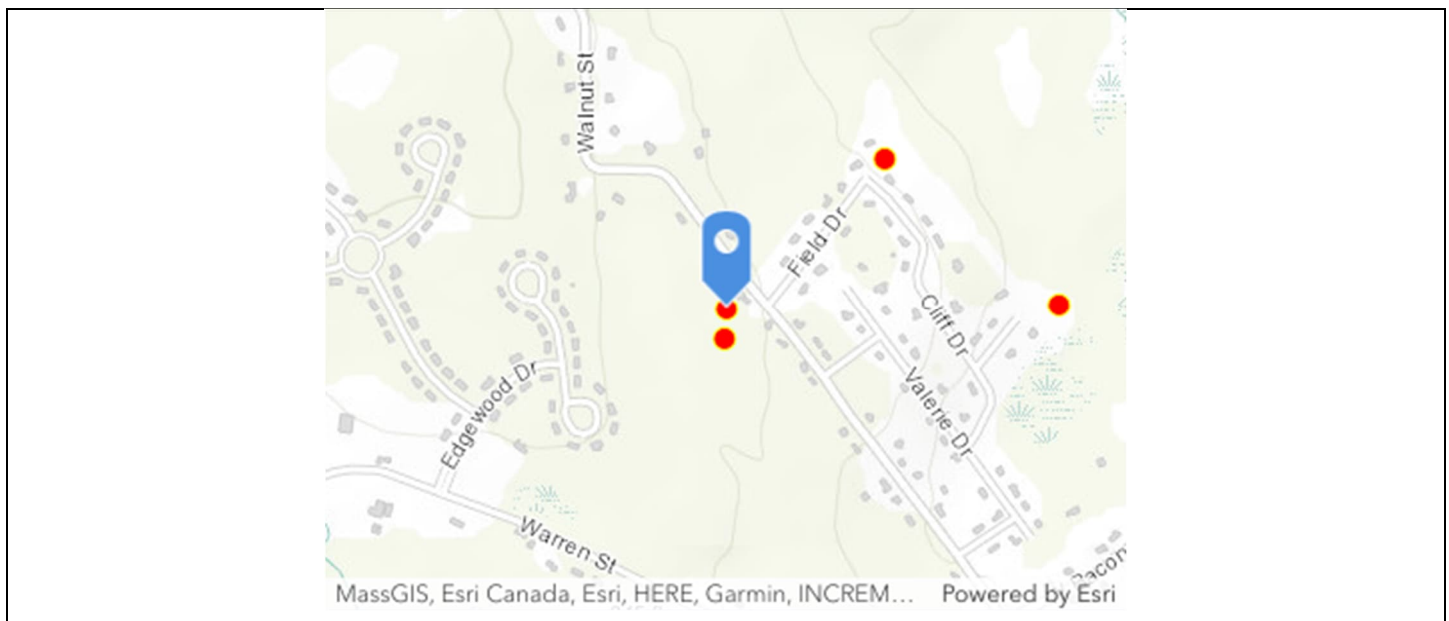 Walnut St
Field Dr
Cliff Dr
Valerie Dr
Edgewood Dr
Warren St
MassGIS, Esri Canada, Esri, HERE, Garmin, INCREM... Powered by Esri